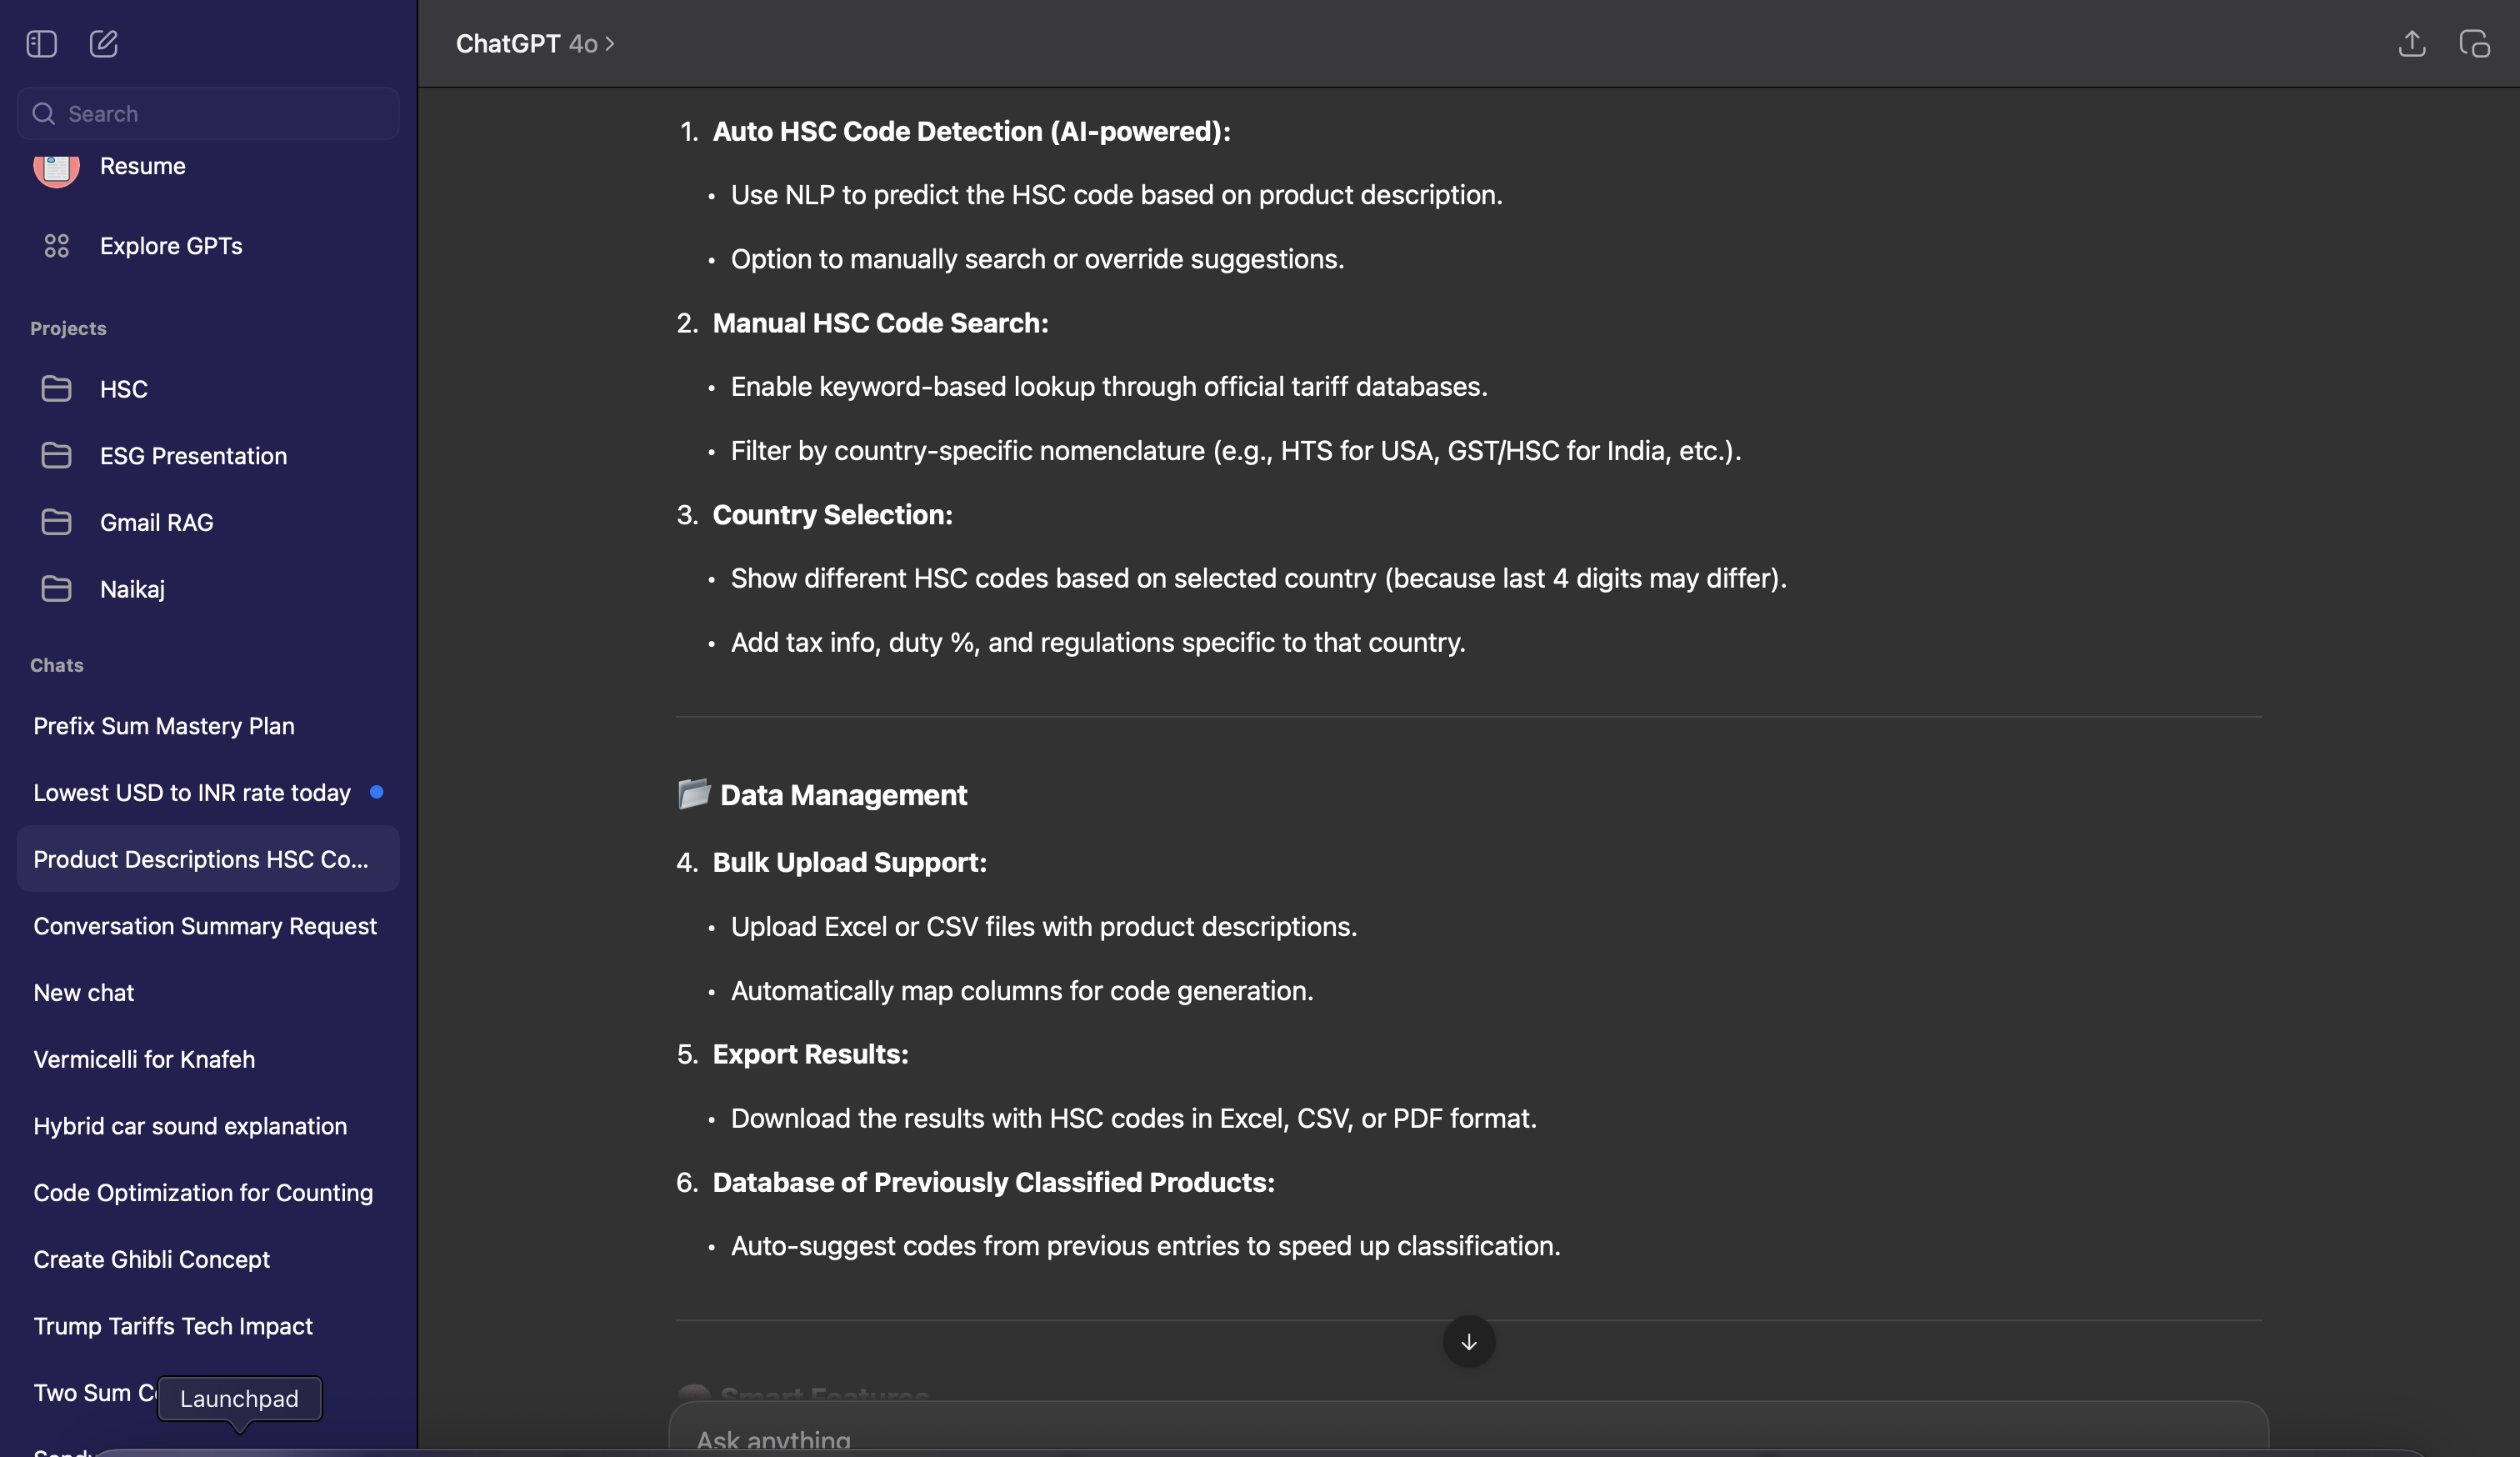 ChatGPT 4o
Search
Resume
Explore GPTs
Projects
HSC
ESG Presentation
Gmail RAG
Naikaj
Chats
Prefix Sum Mastery Plan
Lowest USD to INR rate today
Product Descriptions HSC Co...
Conversation Summary Request
New chat
Vermicelli for Knafeh
Hybrid car sound explanation
Code Optimization for Counting
Create Ghibli Concept
Trump Tariffs Tech Impact
Two Sum
Launchpad
1. Auto HSC Code Detection (AI-powered):
• Use NLP to predict the HSC code based on product description.
• Option to manually search or override suggestions.
2. Manual HSC Code Search:
• Enable keyword-based lookup through official tariff databases.
• Filter by country-specific nomenclature (e.g., HTS for USA, GST/HSC for India, etc.).
3. Country Selection:
• Show different HSC codes based on selected country (because last 4 digits may differ).
• Add tax info, duty %, and regulations specific to that country.
Data Management
4. Bulk Upload Support:
• Upload Excel or CSV files with product descriptions.
• Automatically map columns for code generation.
5. Export Results:
• Download the results with HSC codes in Excel, CSV, or PDF format.
6. Database of Previously Classified Products:
• Auto-suggest codes from previous entries to speed up classification.
Smart Features
Ask anything